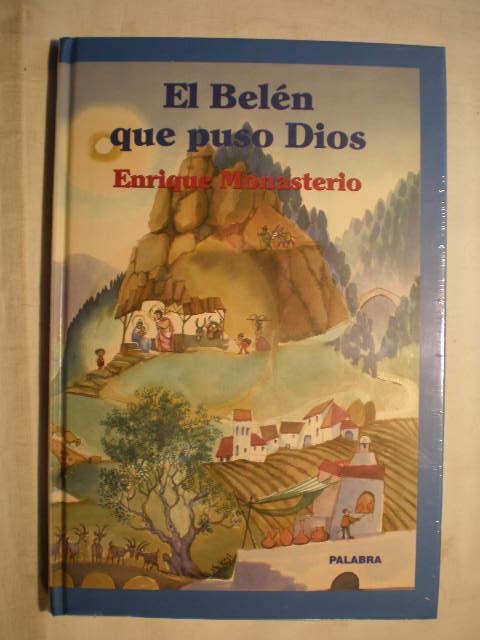 El Belén
que puso Dios
Enrique Monasterio
PALABRA